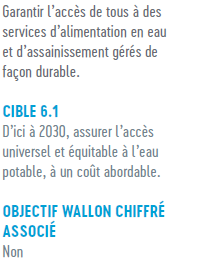 Garantir l’accès de tous à des
services d’alimentation en eau
et d’assainissement gérés de
façon durable.
CIBLE 6.1
D’ici à 2030, assurer l’accès
universel et équitable à l’eau
potable, à un coût abordable.
OBJECTIF WALLON CHIFFRÉ
ASSOCIÉ
Non